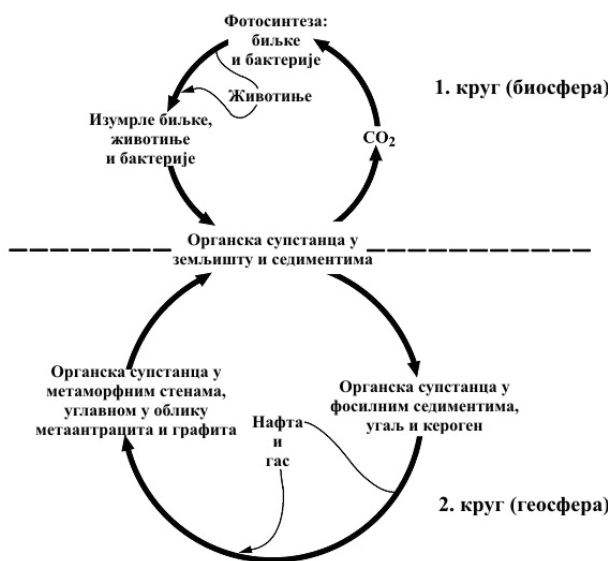 Фотосинтеза:
биљке
и бактерије
1. круг (биосфера)
Животиње
Изумрле биљке,
животиње
и бактерије
CO₂
Органска супстанца у
земљишту и седиментима
Органска супстанца у
метаморфним стенама,
углавном у облику
метаантрацита и графита
Органска супстанца у
фосилним седиментима,
угаљ и кероген
Нафта
и
гас
2. круг (геосфера)